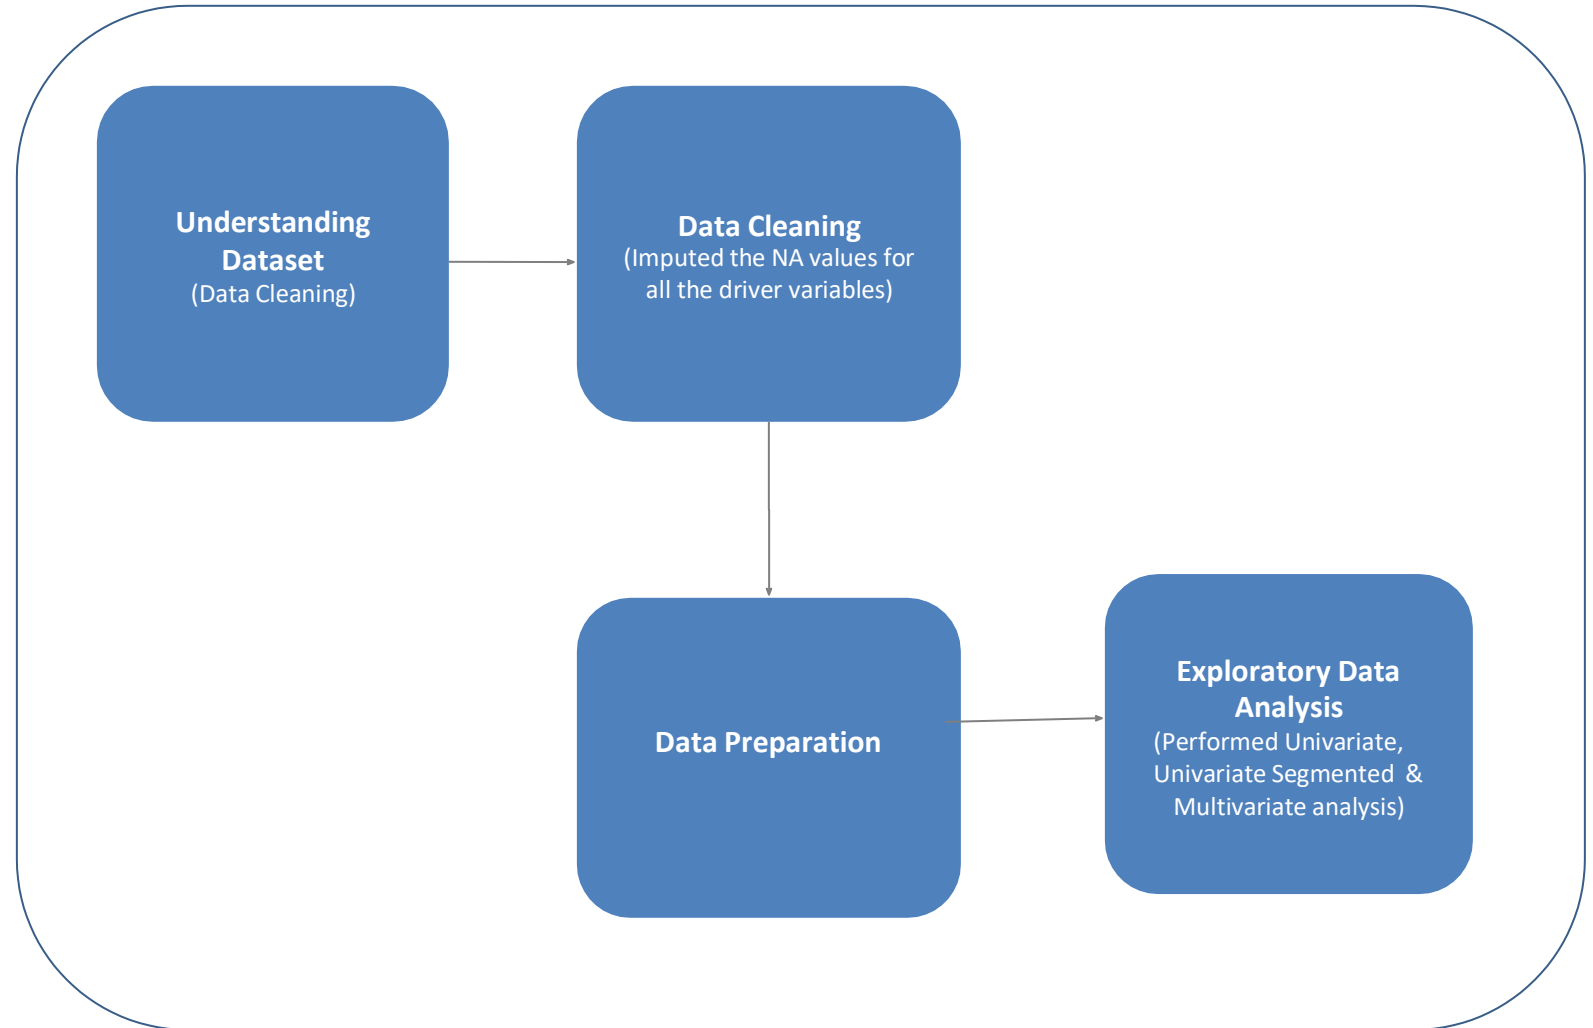 Understanding
Dataset
(Data Cleaning)
Data Cleaning
(Imputed the NA values for
all the driver variables)
Data Preparation
Exploratory Data
Analysis
(Performed Univariate,
Univariate Segmented &
Multivariate analysis)